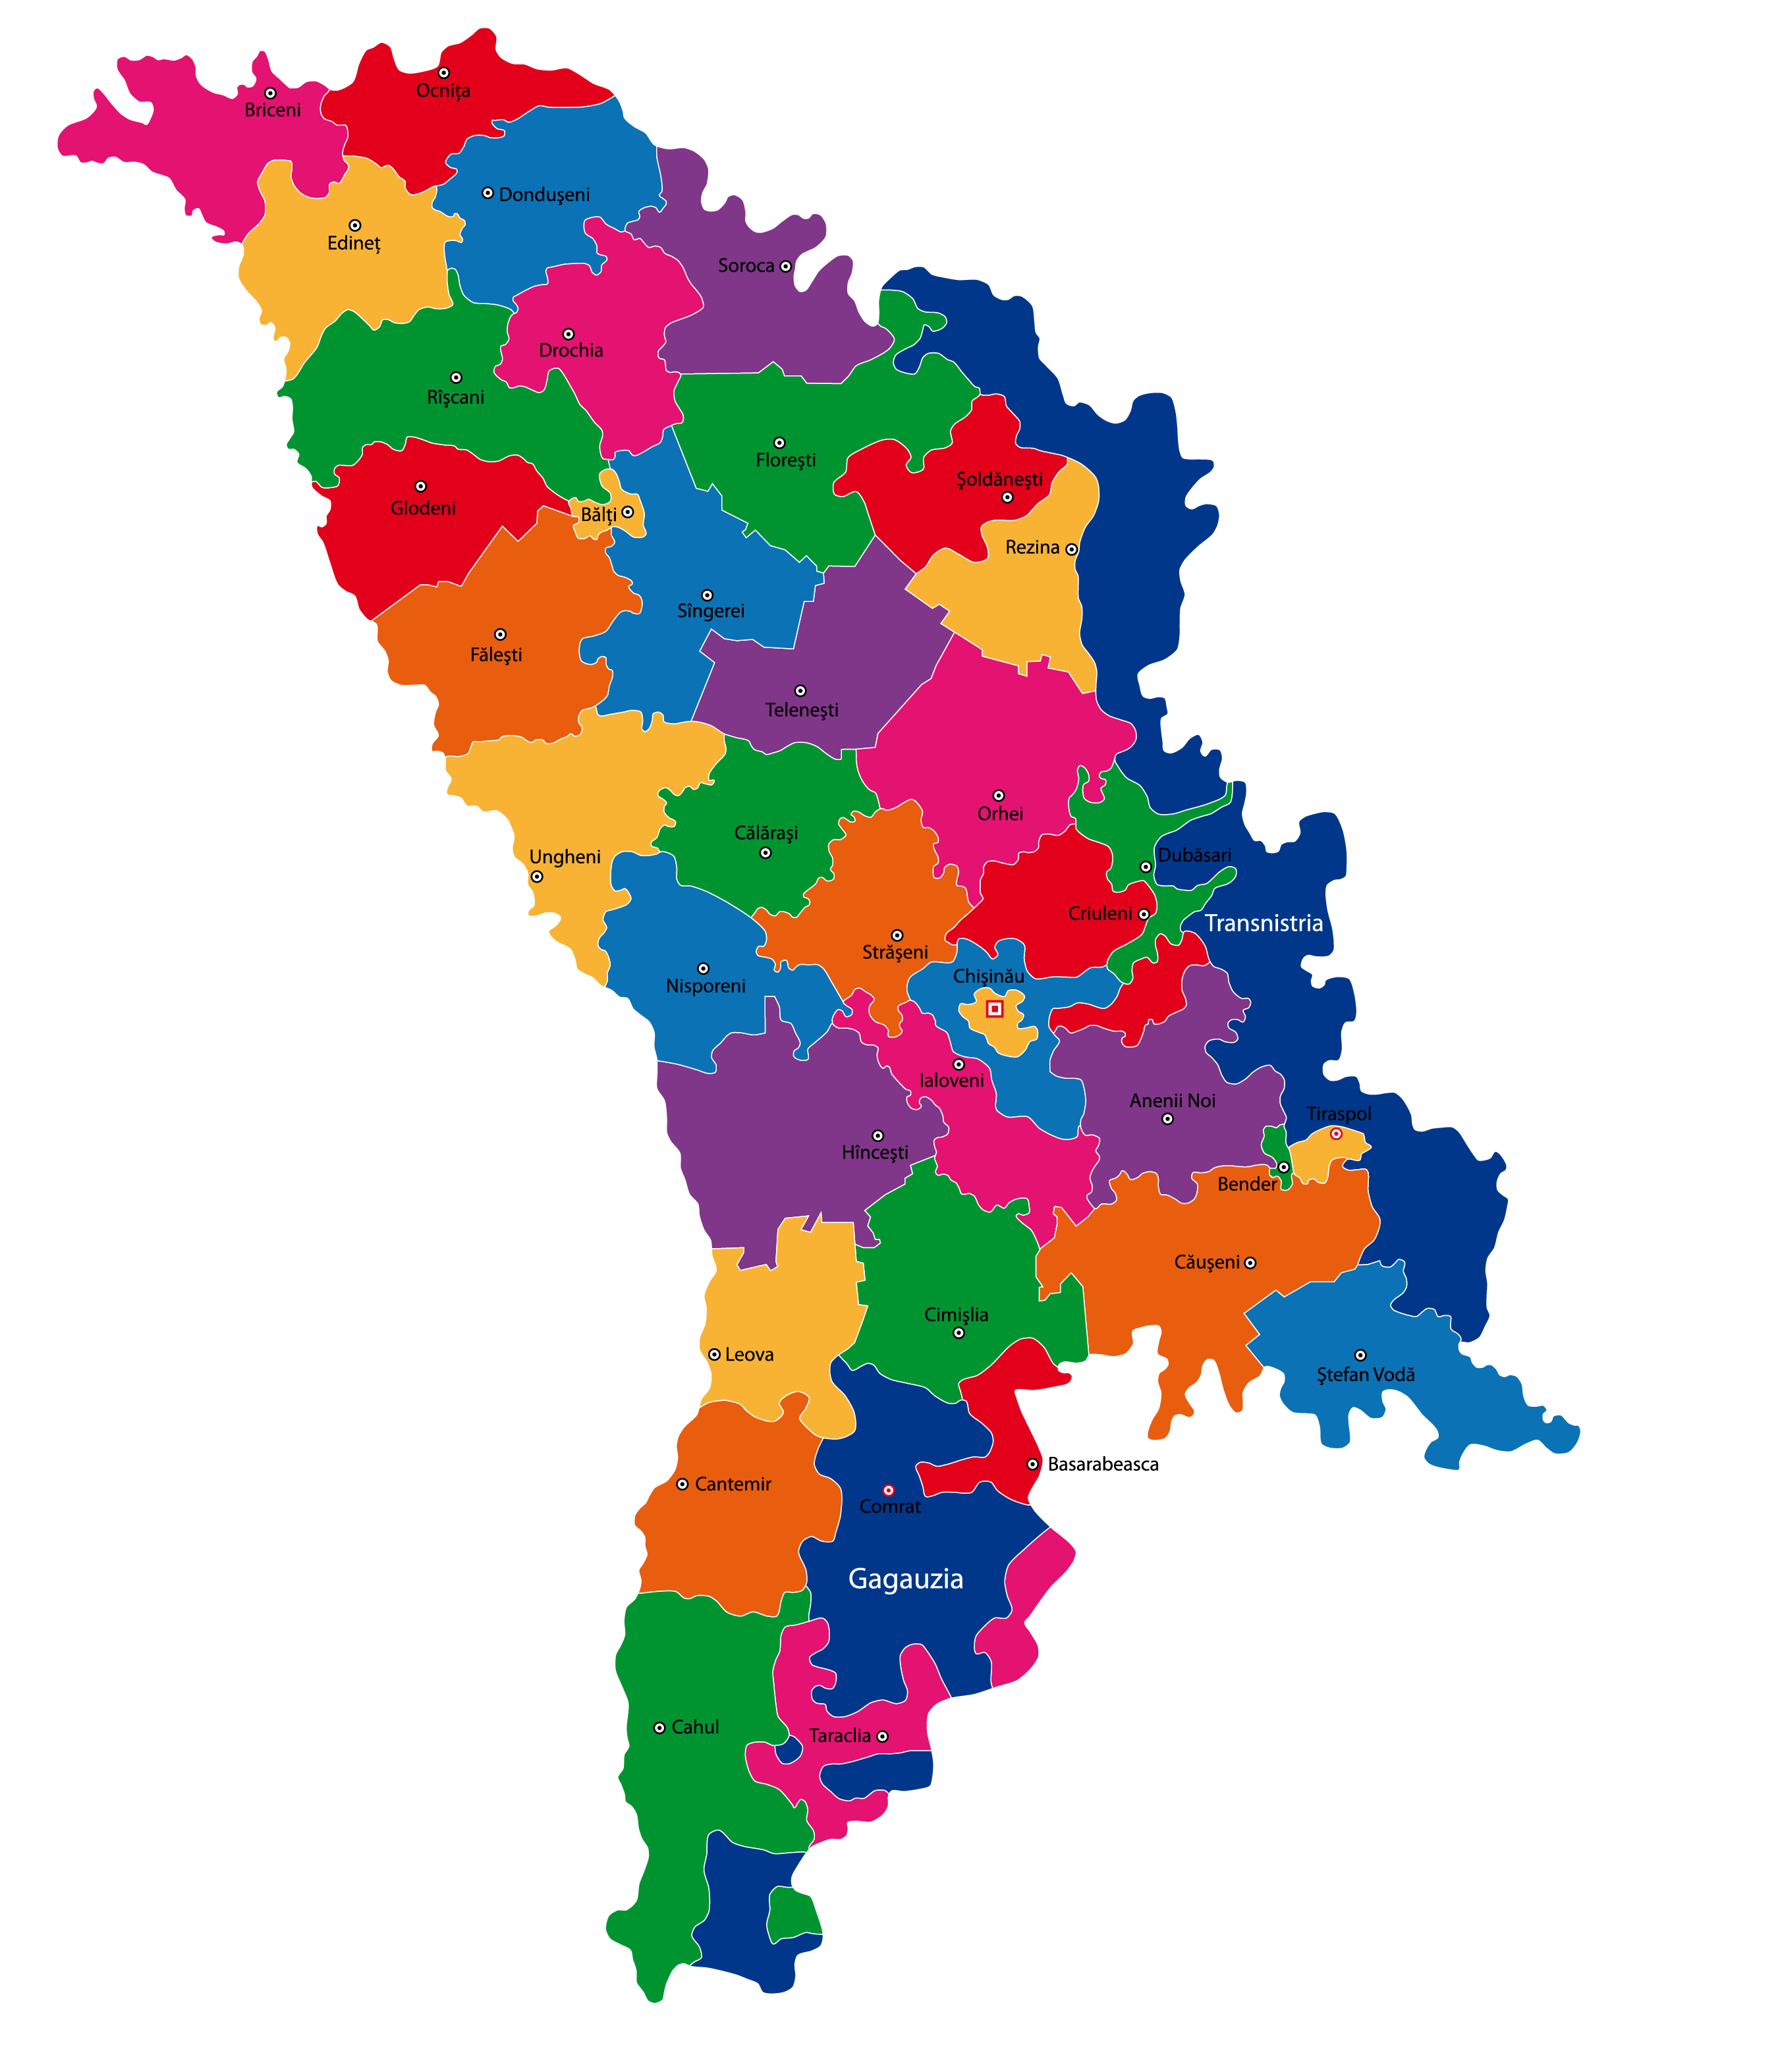 Ocniţa
Briceni
Donduşeni
Edineţ
Soroca
Drochia
Rîşcani
Floreşti
Şoldăneşti
Glodeni
Bălţi
Rezina
Sîngerei
Făleşti
Teleneşti
Orhei
Călăraşi
Ungheni
Dubăsari
Criuleni
Transnistria
Străşeni
Chişinău
Nisporeni
Ialoveni
Anenii Noi
Tiraspol
Hînceşti
Bender
Căuşeni
Cimişlia
Leova
Ştefan Vodă
Basarabeasca
Cantemir
Comrat
Gagauzia
Cahul
Taraclia